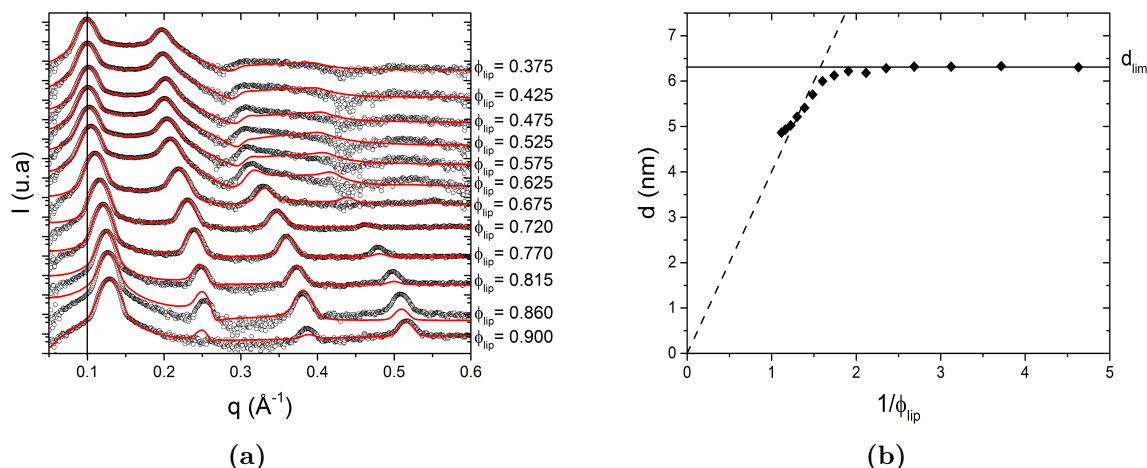 I (u.a)
ϕlip = 0.375
ϕlip = 0.425
ϕlip = 0.475
ϕlip = 0.525
ϕlip = 0.575
ϕlip = 0.625
ϕlip = 0.675
ϕlip = 0.720
ϕlip = 0.770
ϕlip = 0.815
ϕlip = 0.860
ϕlip = 0.900
0.1 0.2 0.3 0.4 0.5 0.6
q (Å-1)
(a)
d (nm)
7
6
5
4
3
2
1
0
dlim
0 1 2 3 4 5
1/ϕlip
(b)